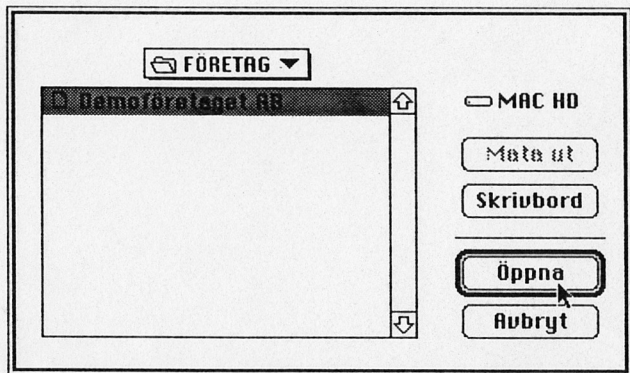 FÖRETAG
Demoföretaget AB
MAC HD
Mata ut
Skrivbord
Öppna
Avbryt